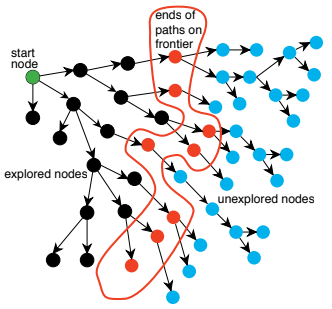 ends of
paths on
frontier
start
node
explored nodes
unexplored nodes